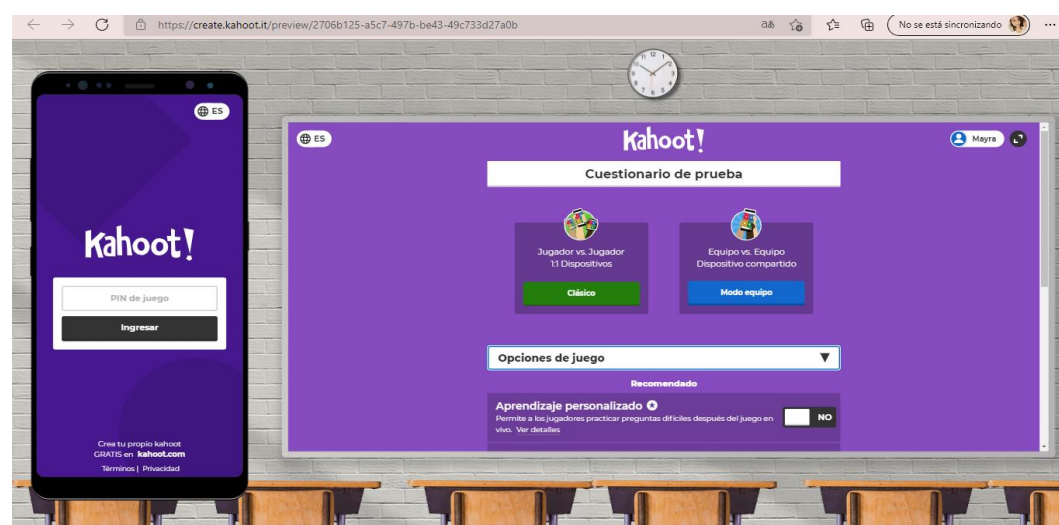 https://create.kahoot.it/preview/2706b125-a5c7-497b-be43-49c733d27a0b
No se está sincronizando
ES
Kahoot!
PIN de juego
Ingresar
Crea tu propio kahoot
GRATIS en kahoot.com
Términos | Privacidad
ES
Kahoot!
Mayra
Cuestionario de prueba
Jugador vs. Jugador
1:1 Dispositivos
Clásico
Equipo vs. Equipo
Dispositivo compartido
Modo equipo
Opciones de juego
Recomendado
Aprendizaje personalizado
Permite a los jugadores practicar preguntas difíciles después del juego en
vivo. Ver detalles
NO